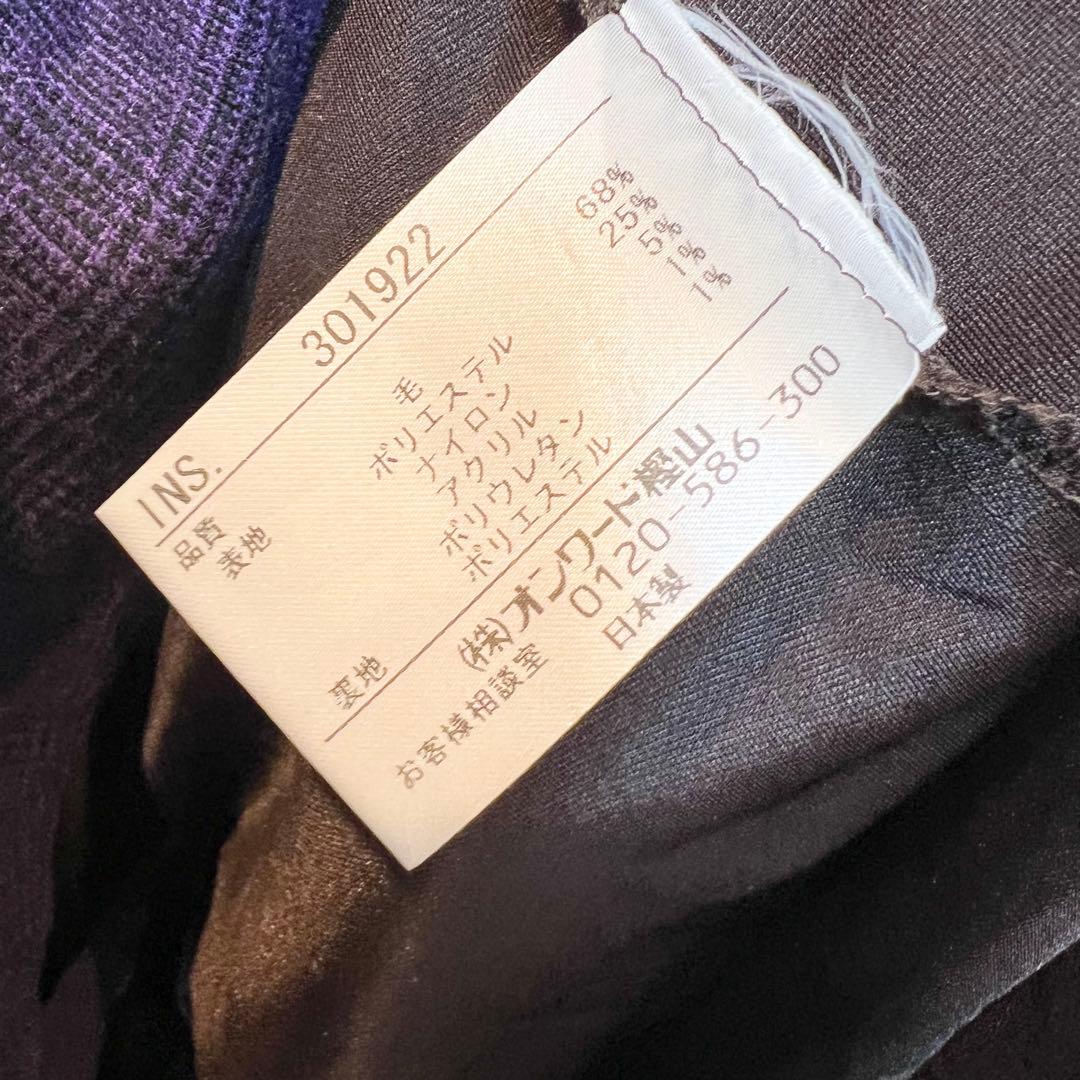 INS. 301922
品質
表地 毛 68%
ポリエステル 25%
ナイロン 5%
アクリル 1%
ポリウレタン 1%
裏地 ポリエステル
(株)オンワード樫山
お客様相談室 0120-586-300
日本製